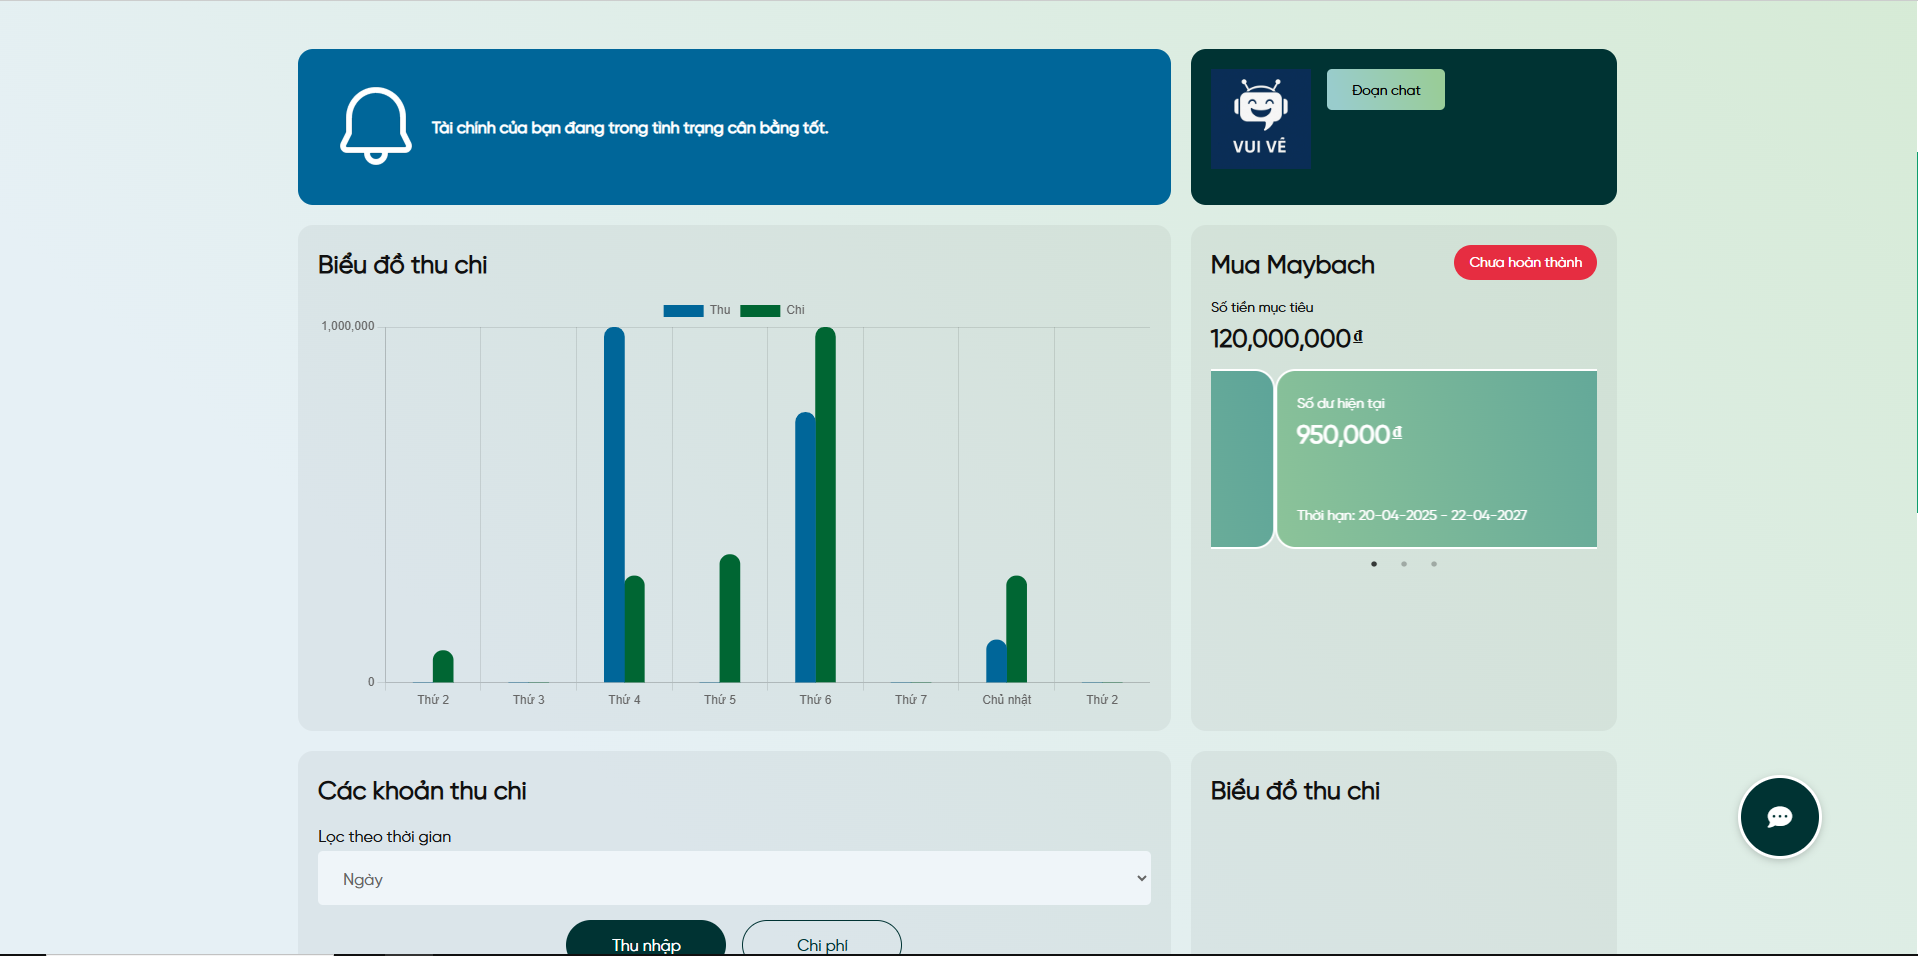 Tài chính của bạn đang trong tình trạng cân bằng tốt.
VUI VẺ
Đoạn chat
Biểu đồ thu chi
Thu
Chi
1,000,000
0
Thứ 2
Thứ 3
Thứ 4
Thứ 5
Thứ 6
Thứ 7
Chủ nhật
Thứ 2
Mua Maybach
Chưa hoàn thành
Số tiền mục tiêu
120,000,000₫
Số dư hiện tại
950,000₫
Thời hạn: 20-04-2025 - 22-04-2027
Các khoản thu chi
Lọc theo thời gian
Ngày
Thu nhập
Chi phí
Biểu đồ thu chi